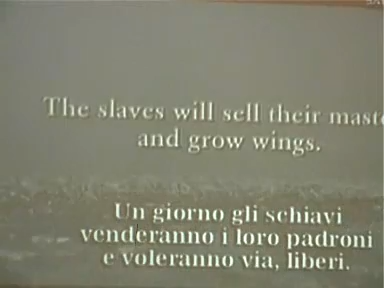 The slaves will sell their maste
and grow wings.
Un giorno gli schiavi
venderanno i loro padroni
e voleranno via, liberi.